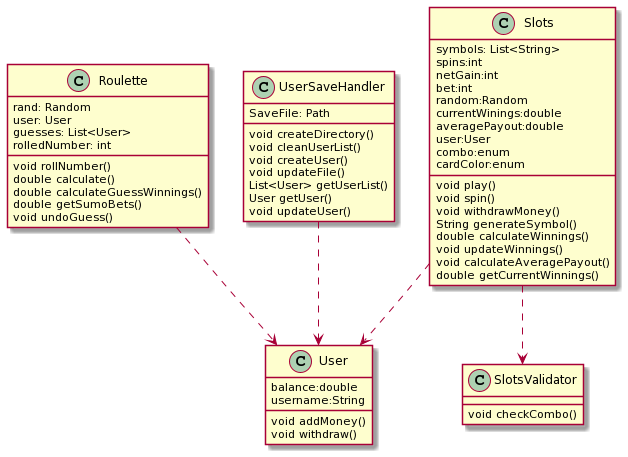 C Roulette
rand: Random
user: User
guesses: List<User>
rolledNumber: int
void rollNumber()
double calculate()
double calculateGuessWinnings()
double getSumoBets()
void undoGuess()
C UserSaveHandler
SaveFile: Path
void createDirectory()
void cleanUserList()
void createUser()
void updateFile()
List<User> getUserList()
User getUser()
void updateUser()
C Slots
symbols: List<String>
spins:int
netGain:int
bet:int
random:Random
currentWinings:double
averagePayout:double
user:User
combo:enum
cardColor:enum
void play()
void spin()
void withdrawMoney()
String generateSymbol()
double calculateWinnings()
void updateWinnings()
void calculateAveragePayout()
double getCurrentWinnings()
C User
balance:double
username:String
void addMoney()
void withdraw()
C SlotsValidator
void checkCombo()